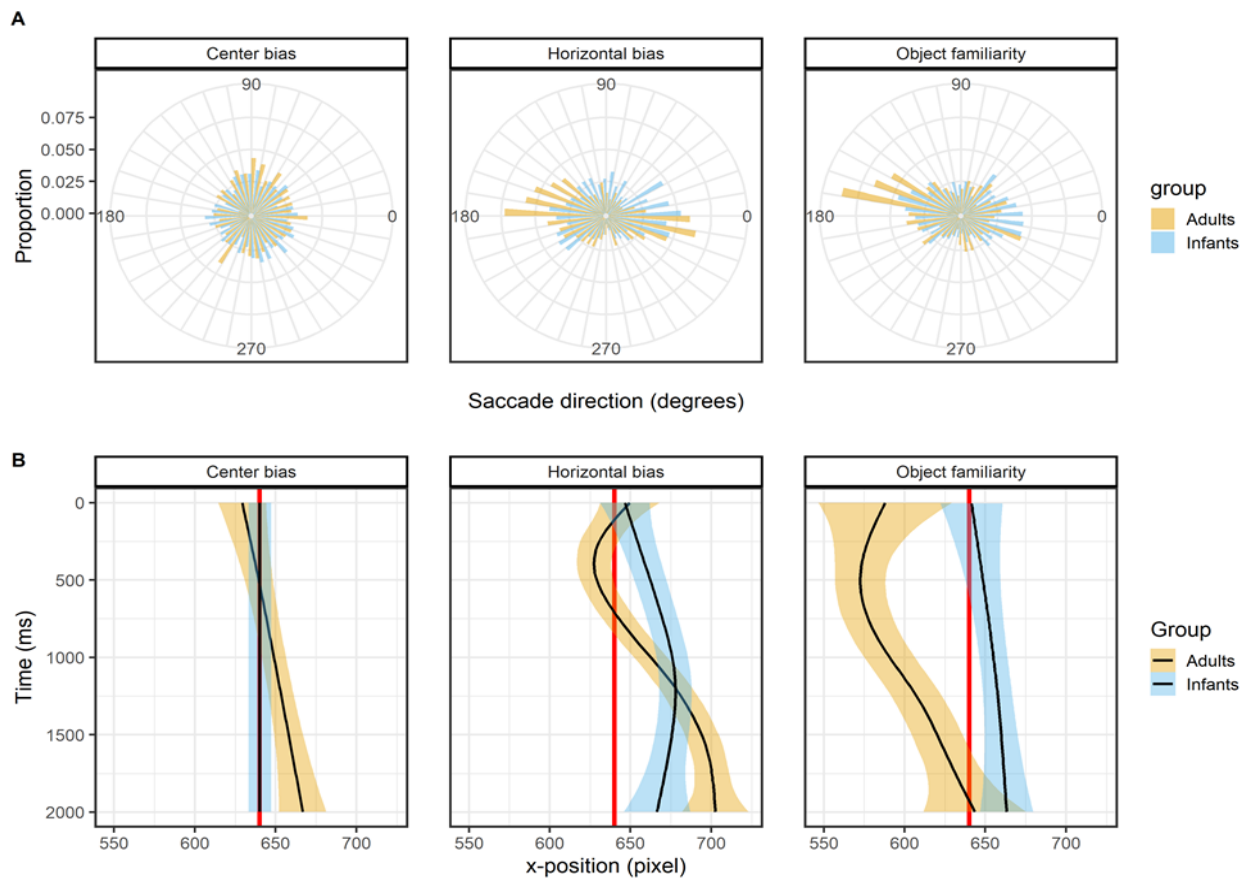 A
Center bias
Horizontal bias
Object familiarity
90
90
90
0.075
0.050
0.025
0.000
180
0
180
0
180
0
270
270
270
Proportion
group
Adults
Infants
Saccade direction (degrees)
B
Center bias
Horizontal bias
Object familiarity
0
500
1000
1500
2000
Time (ms)
550 600 650 700
550 600 650 700
550 600 650 700
x-position (pixel)
Group
Adults
Infants